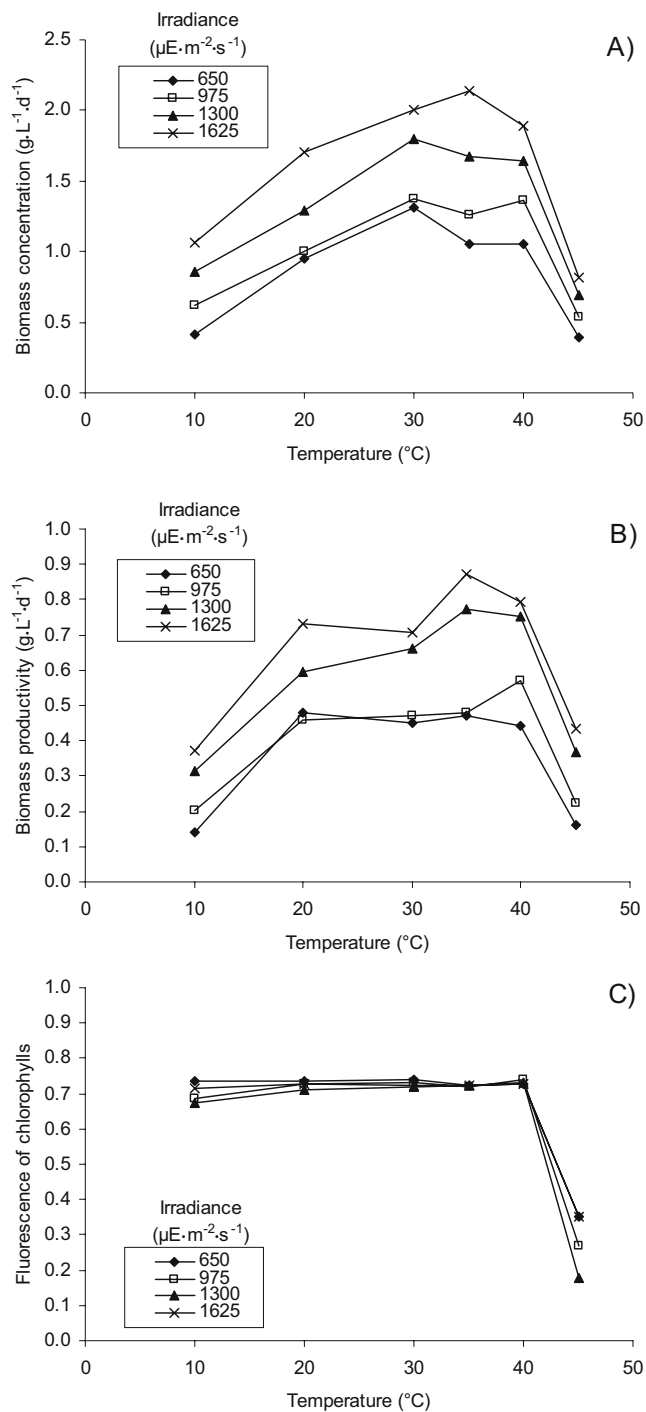 Irradiance
(µE·m⁻²·s⁻¹)
650
975
1300
1625
A)
Biomass concentration (g·L⁻¹·d⁻¹)
2.5
2.0
1.5
1.0
0.5
0.0
0 10 20 30 40 50
Temperature (°C)
Irradiance
(µE·m⁻²·s⁻¹)
650
975
1300
1625
B)
Biomass productivity (g·L⁻¹·d⁻¹)
1.0
0.9
0.8
0.7
0.6
0.5
0.4
0.3
0.2
0.1
0.0
0 10 20 30 40 50
Temperature (°C)
C)
Fluorescence of chlorophylls
1.0
0.9
0.8
0.7
0.6
0.5
0.4
0.3
0.2
0.1
0.0
Irradiance
(µE·m⁻²·s⁻¹)
650
975
1300
1625
0 10 20 30 40 50
Temperature (°C)